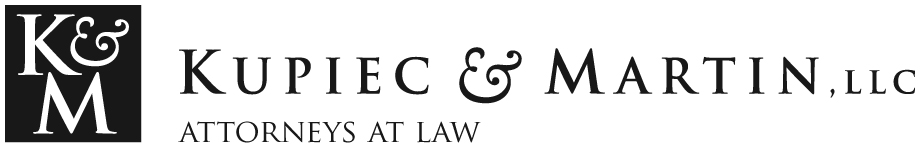 K&
M
KUPIEC & MARTIN, LLC
ATTORNEYS AT LAW